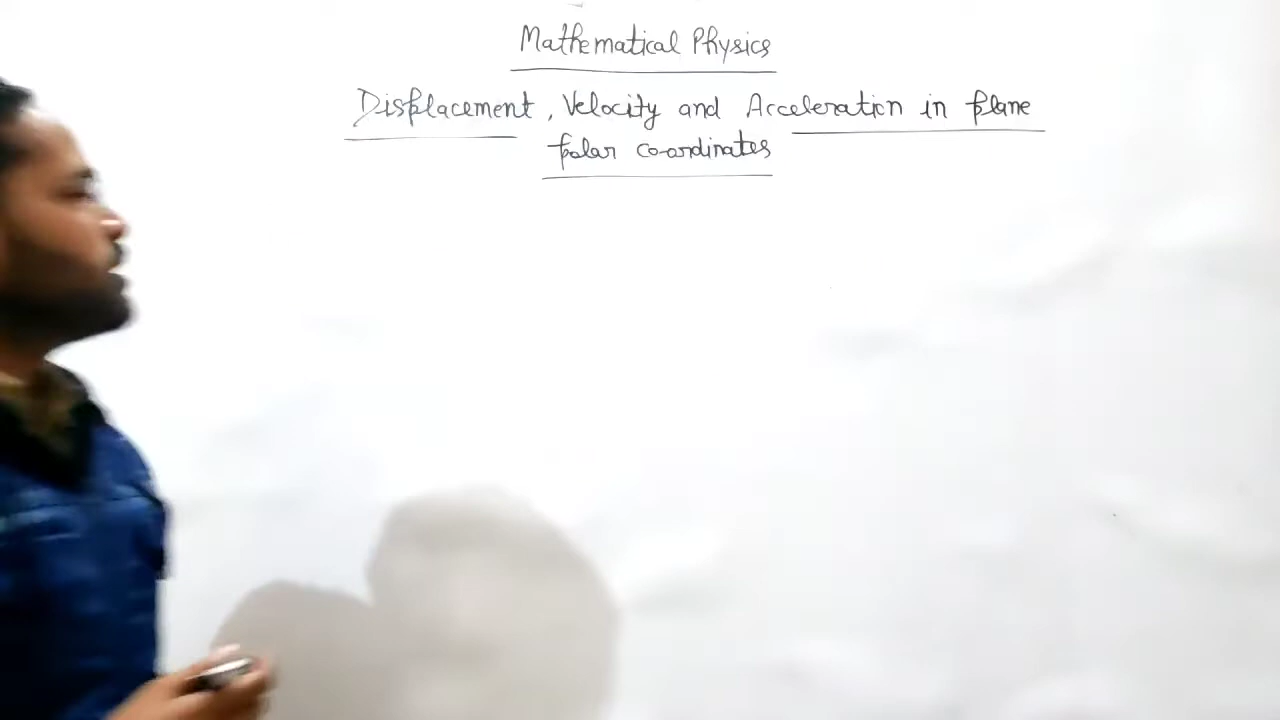 Mathematical Physics
Displacement, Velocity and Acceleration in plane
polar co-ordinates